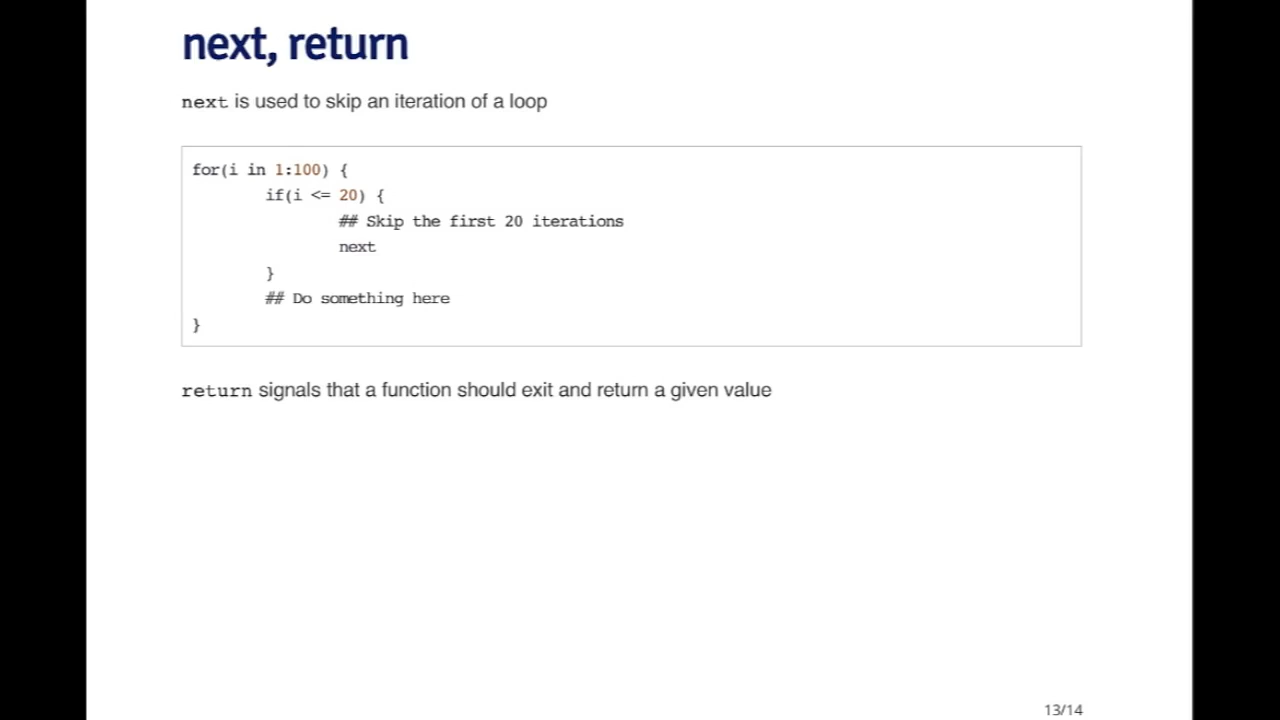 next, return
next is used to skip an iteration of a loop
for(i in 1:100) {
        if(i <= 20) {
                ## Skip the first 20 iterations
                next
        }
        ## Do something here
}
return signals that a function should exit and return a given value
13/14